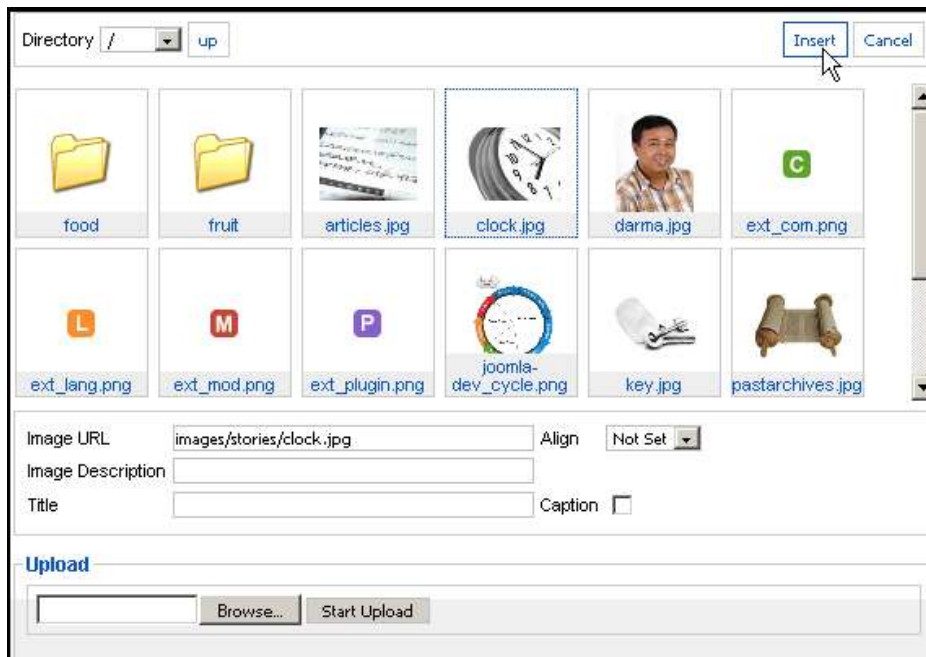 Directory / up Insert Cancel
C
food fruit articles.jpg clock.jpg darma.jpg ext_com.png
L M P
joomla-
ext_lang.png ext_mod.png ext_plugin.png dev_cycle.png key.jpg pastarchives.jpg
Image URL images/stories/clock.jpg Align Not Set
Image Description
Title Caption
Upload
Browse... Start Upload